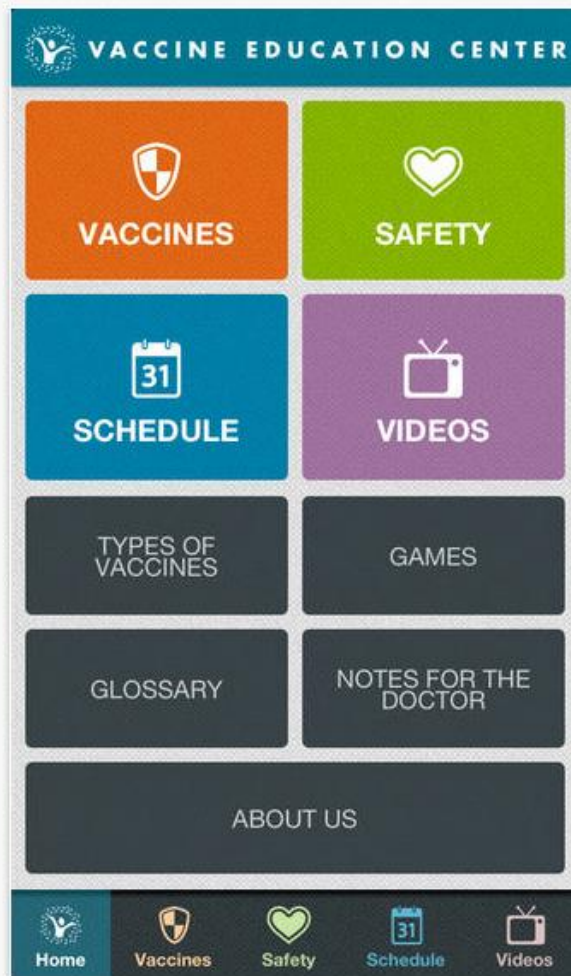 VACCINE EDUCATION CENTER
VACCINES
SAFETY
31
SCHEDULE
VIDEOS
TYPES OF
VACCINES
GAMES
GLOSSARY
NOTES FOR THE
DOCTOR
ABOUT US
31
Home
Vaccines
Safety
Schedule
Videos